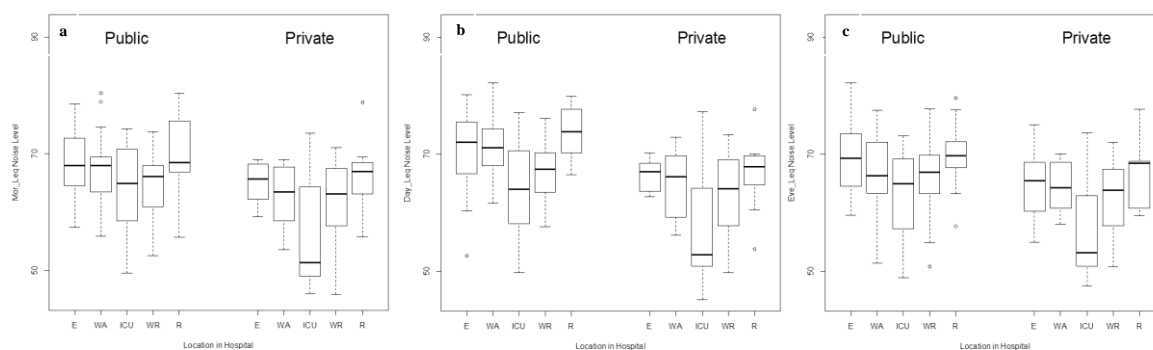 a
Public
Private
90
70
50
Mor_Leq Noise Level
E WA ICU WR R E WA ICU WR R
Location in Hospital
b
Public
Private
90
70
50
Day_Leq Noise Level
E WA ICU WR R E WA ICU WR R
Location in Hospital
c
Public
Private
90
70
50
Eve_Leq Noise Level
E WA ICU WR R E WA ICU WR R
Location in Hospital